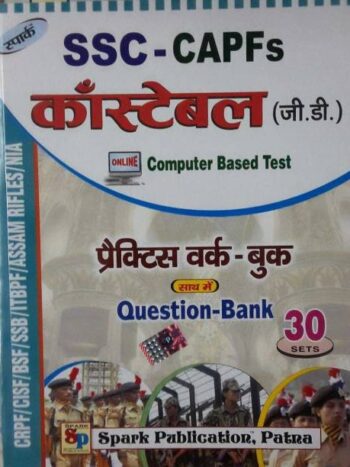 स्पार्क
SSC - CAPFs
काँस्टेबल (जी.डी.)
ONLINE Computer Based Test
प्रैक्टिस वर्क - बुक
साथ में
Question-Bank
30
SETS
CRPF/CISF BSF/SSB/ITBPF/ASSAM RIFLES/NIA
SPARK
SP
Spark Publication, Patna